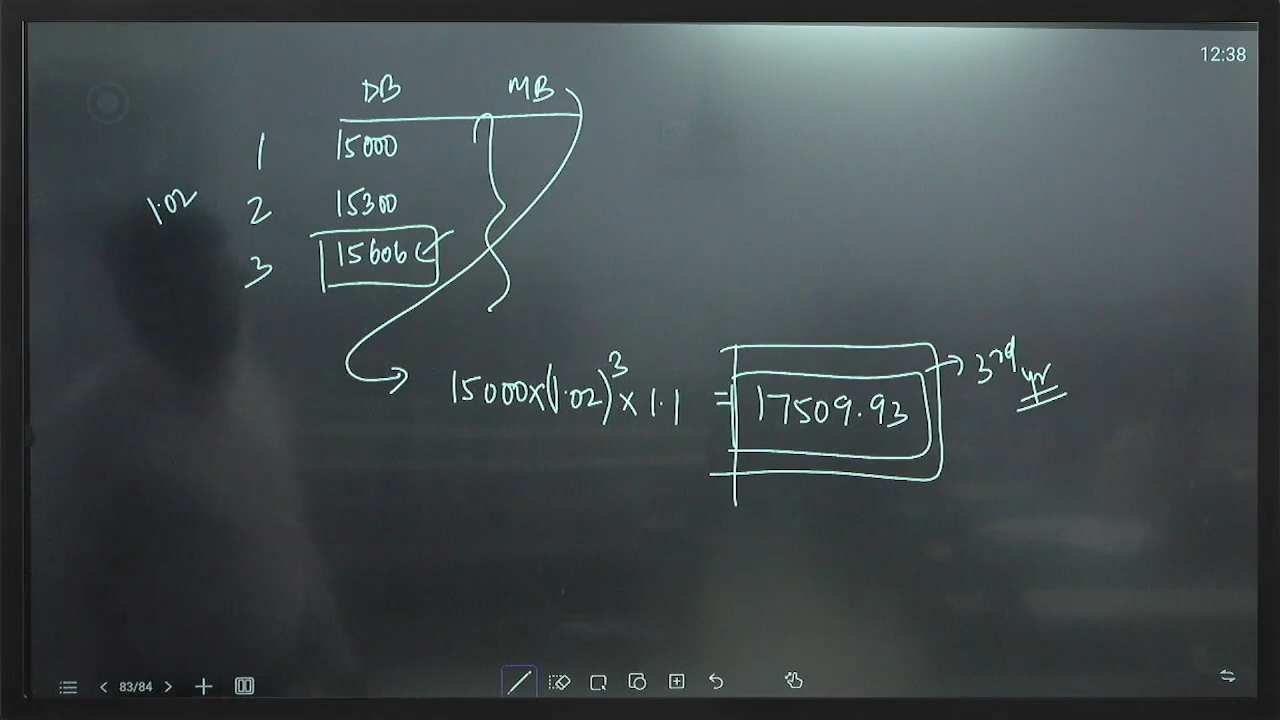 12:38
DB MB
1 15000
1.02 2 15300
3 15606
15000x(1.02)³ x 1.1 = 17509.93 → 3rd yr
83/84